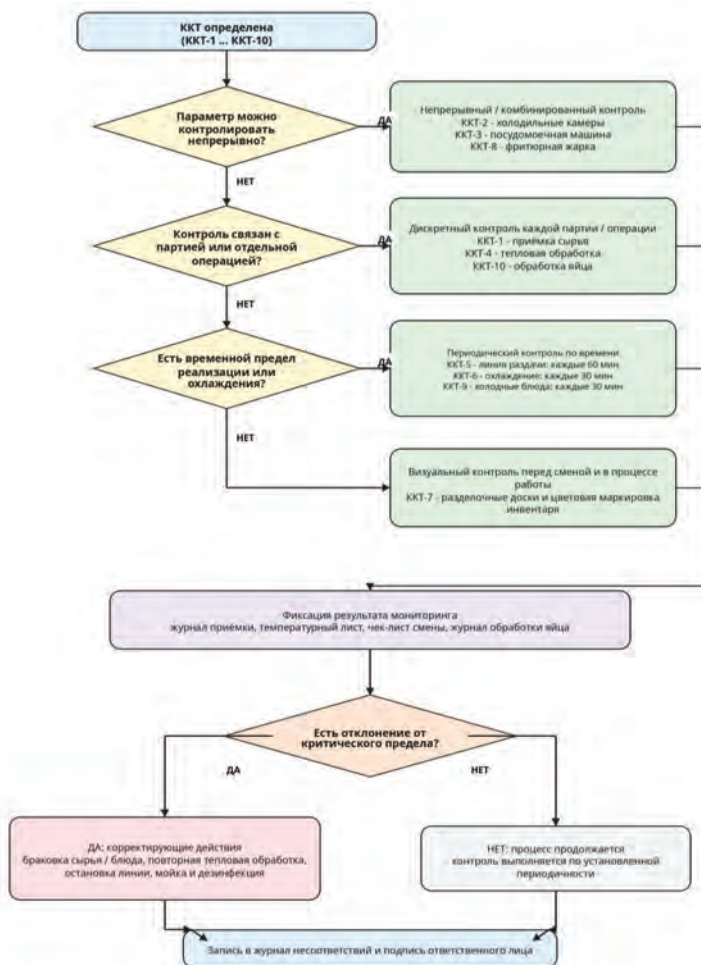 ККТ определена
(ККТ-1 ... ККТ-10)
Параметр можно
контролировать
непрерывно?
ДА
Непрерывный / комбинированный контроль
ККТ-2 - холодильные камеры
ККТ-3 - посудомоечная машина
ККТ-8 - фритюрная жарка
НЕТ
Контроль связан с
партией или отдельной
операцией?
ДА
Дискретный контроль каждой партии / операции
ККТ-1 - приёмка сырья
ККТ-4 - тепловая обработка
ККТ-10 - обработка яйца
НЕТ
Есть временной предел
реализации или
охлаждения?
ДА
Периодический контроль по времени
ККТ-5 - линия раздачи: каждые 60 мин
ККТ-6 - охлаждение: каждые 30 мин
ККТ-9 - холодные блюда: каждые 30 мин
НЕТ
Визуальный контроль перед сменой и в процессе
работы
ККТ-7 - разделочные доски и цветовая маркировка
инвентаря
Фиксация результата мониторинга
журнал приёмки, температурный лист, чек-лист смены, журнал обработки яйца
Есть отклонение от
критического предела?
ДА
НЕТ
ДА: корректирующие действия
браковка сырья / блюда, повторная тепловая обработка,
остановка линии, мойка и дезинфекция
НЕТ: процесс продолжается
контроль выполняется по установленной
периодичности
Запись в журнал несоответствий и подпись ответственного лица